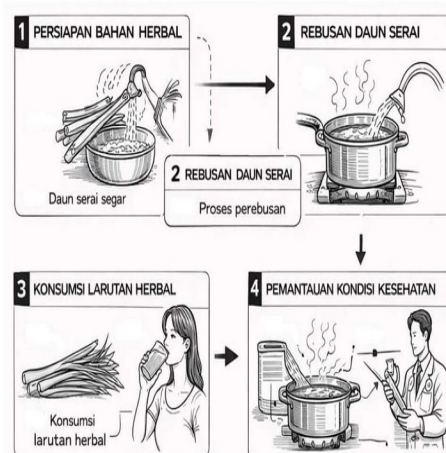 1 PERSIAPAN BAHAN HERBAL
Daun serai segar
2 REBUSAN DAUN SERAI
2 REBUSAN DAUN SERAI
Proses perebusan
3 KONSUMSI LARUTAN HERBAL
Konsumsi
larutan herbal
4 PEMANTAUAN KONDISI KESEHATAN